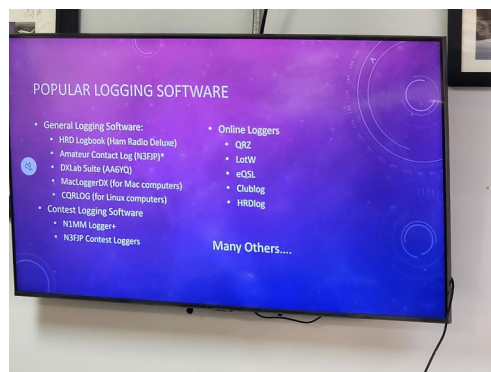 POPULAR LOGGING SOFTWARE
• General Logging Software:
• HRD Logbook (Ham Radio Deluxe)
• Amateur Contact Log (N3FJP)*
• DXLab Suite (AA6YQ)
• MacLoggerDX (for Mac computers)
• CQRLOG (for Linux computers)
• Contest Logging Software
• N1MM Logger+
• N3FJP Contest Loggers
• Online Loggers
• QRZ
• LotW
• eQSL
• Clublog
• HRDlog
Many Others....